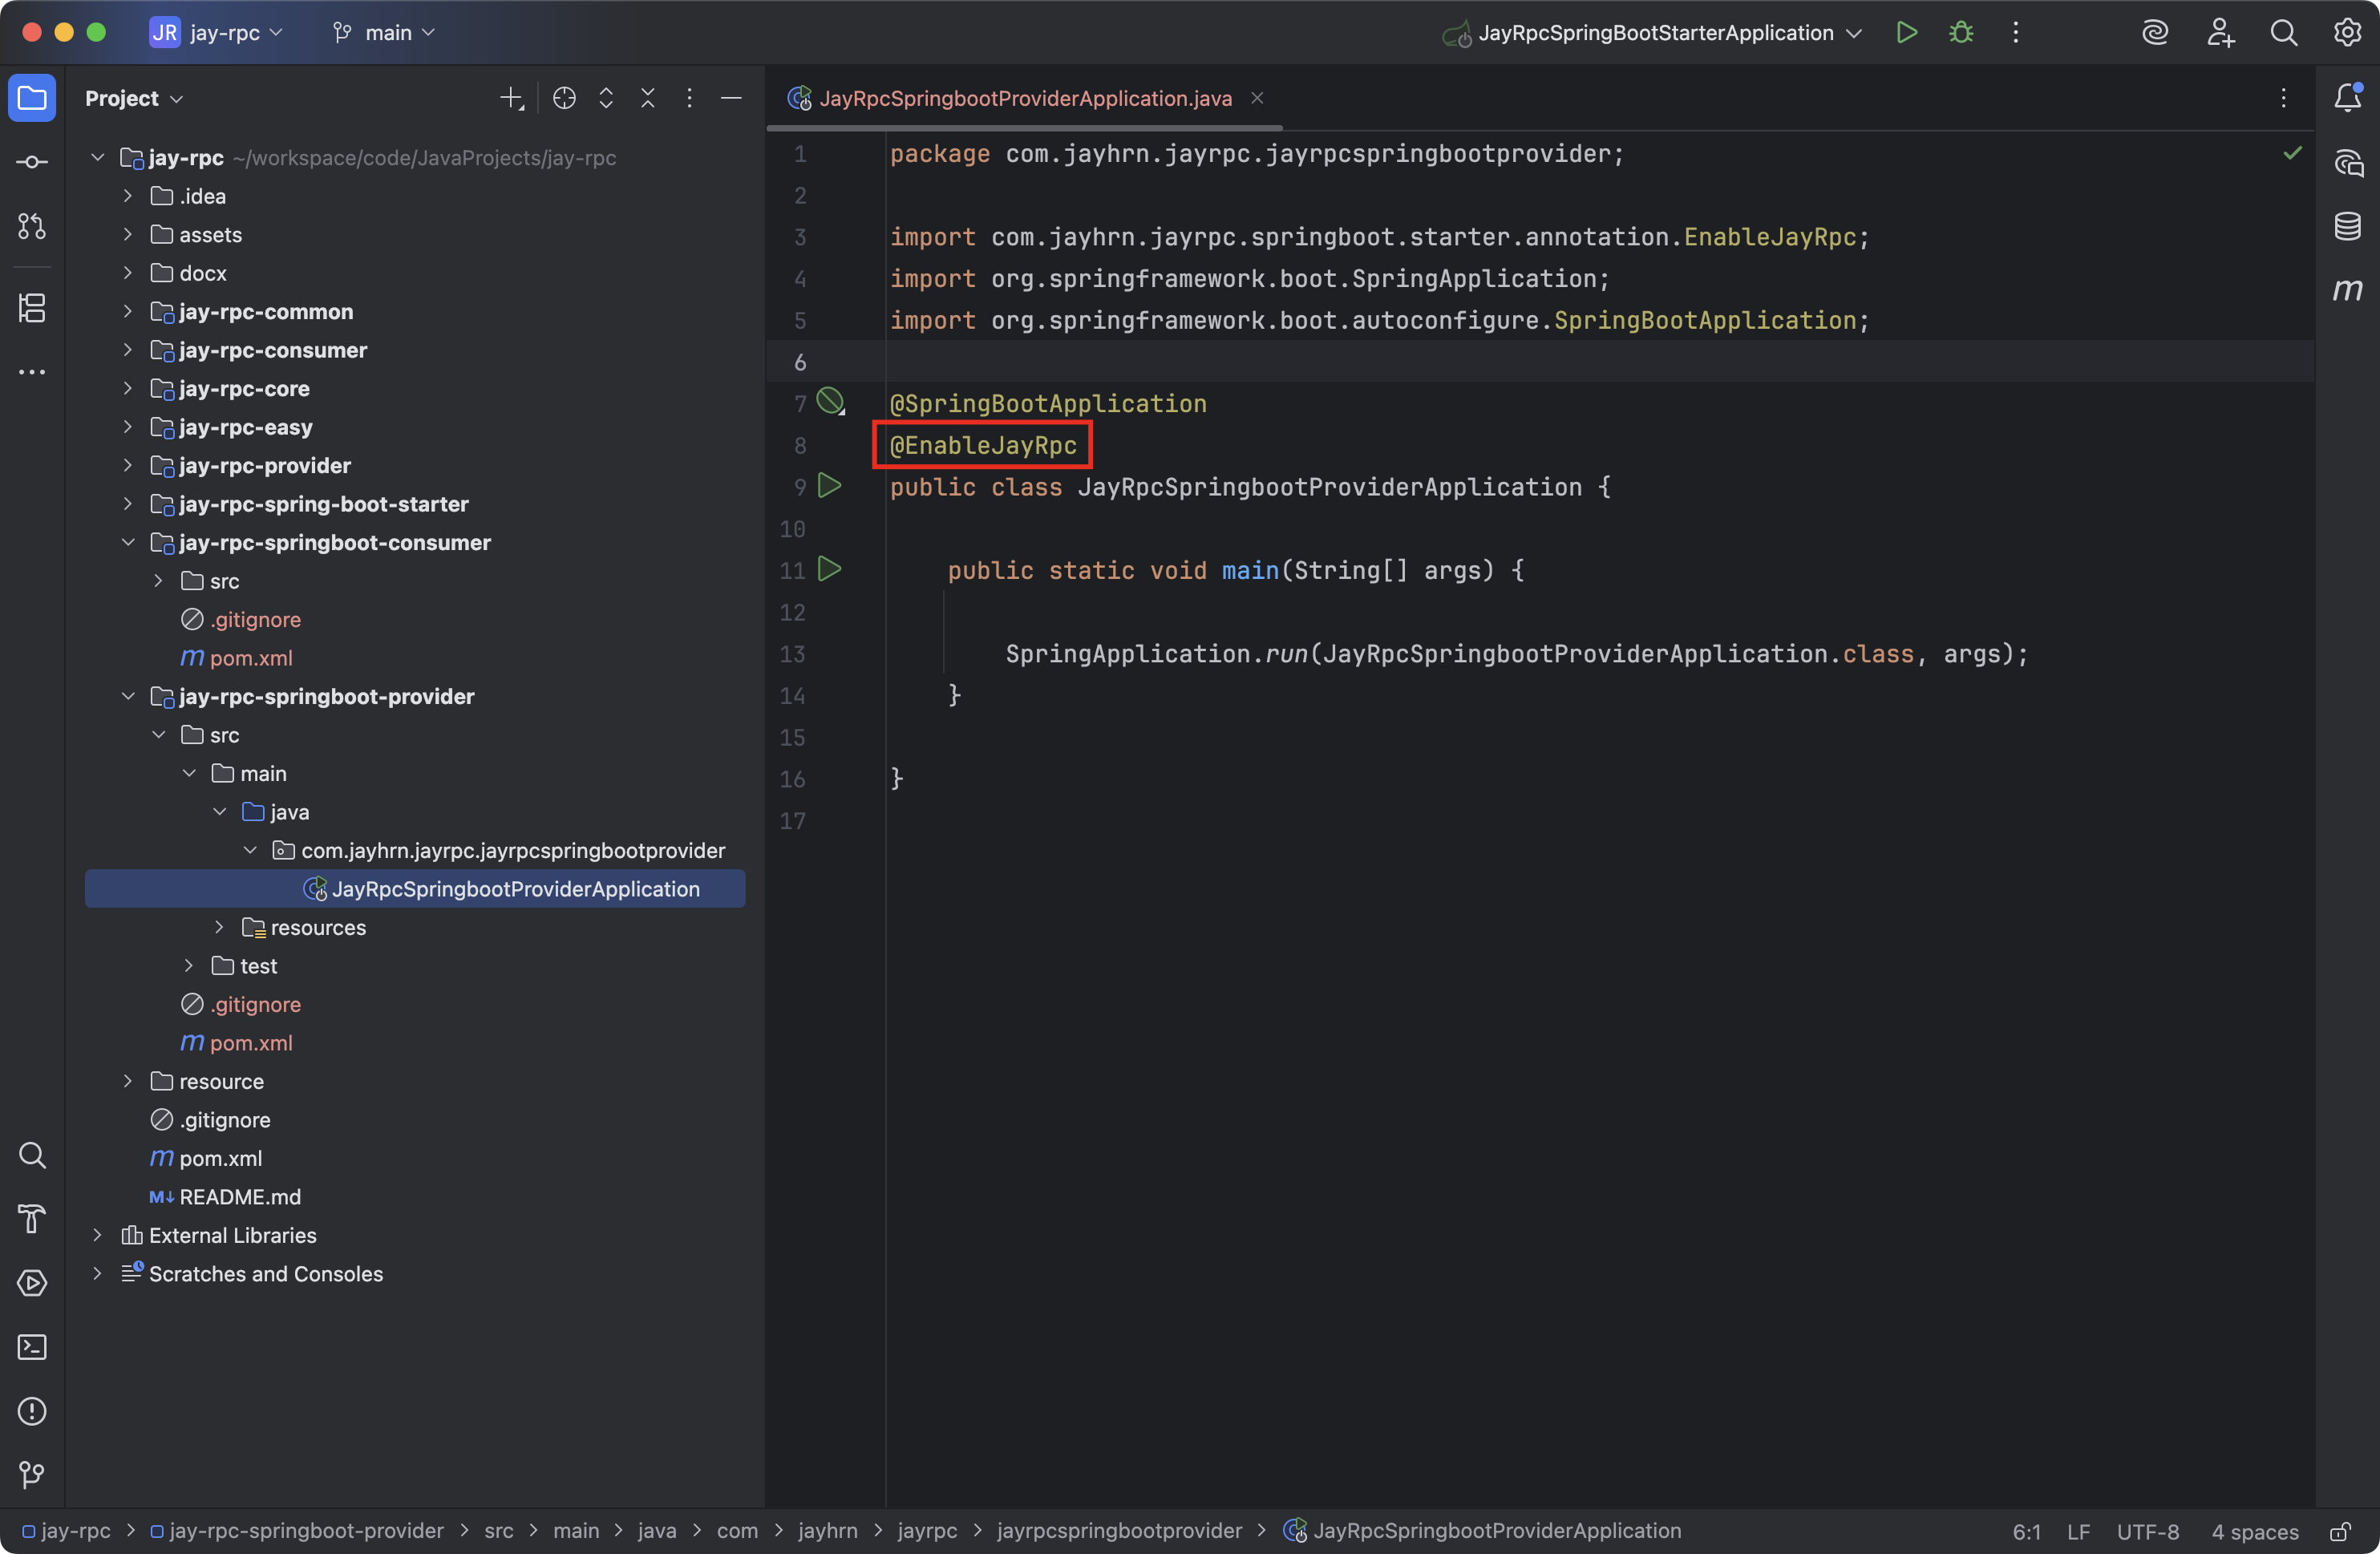 JR jay-rpc main JayRpcSpringBootStarterApplication
Project
jay-rpc ~/workspace/code/JavaProjects/jay-rpc
.idea
assets
docx
jay-rpc-common
jay-rpc-consumer
jay-rpc-core
jay-rpc-easy
jay-rpc-provider
jay-rpc-spring-boot-starter
jay-rpc-springboot-consumer
src
.gitignore
m pom.xml
jay-rpc-springboot-provider
src
main
java
com.jayhrn.jayrpc.jayrpcspringbootprovider
JayRpcSpringbootProviderApplication
resources
test
.gitignore
m pom.xml
resource
.gitignore
m pom.xml
M↓ README.md
External Libraries
Scratches and Consoles
JayRpcSpringbootProviderApplication.java
1 package com.jayhrn.jayrpc.jayrpcspringbootprovider;
2
3 import com.jayhrn.jayrpc.springboot.starter.annotation.EnableJayRpc;
4 import org.springframework.boot.SpringApplication;
5 import org.springframework.boot.autoconfigure.SpringBootApplication;
6
7 @SpringBootApplication
8 @EnableJayRpc
9 public class JayRpcSpringbootProviderApplication {
10
11 public static void main(String[] args) {
12
13 SpringApplication.run(JayRpcSpringbootProviderApplication.class, args);
14 }
15
16 }
17
m
jay-rpc > jay-rpc-springboot-provider > src > main > java > com > jayhrn > jayrpc > jayrpcspringbootprovider > JayRpcSpringbootProviderApplication 6:1 LF UTF-8 4 spaces